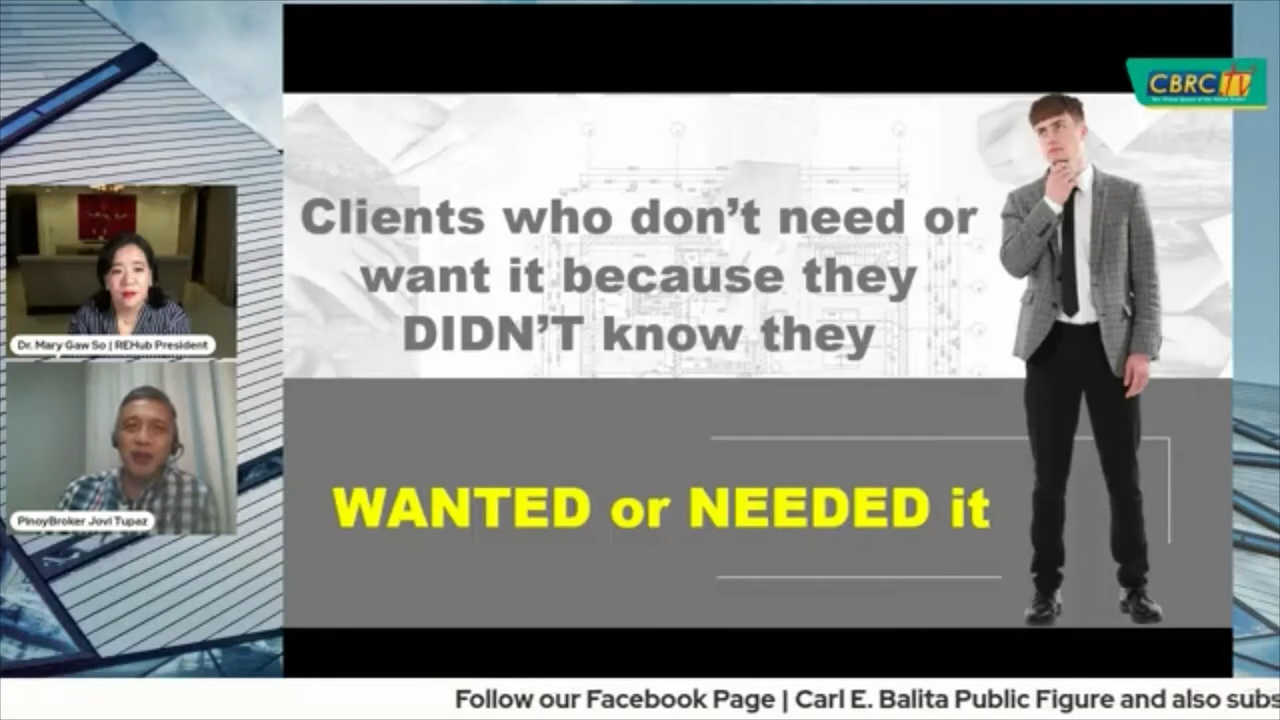 CBRC tv
Clients who don't need or
want it because they
DIDN'T know they
WANTED or NEEDED it
Dr. Mary Gaw So | REHub President
PinoyBroker Jovi Tupaz
Follow our Facebook Page | Carl E. Balita Public Figure and also subs